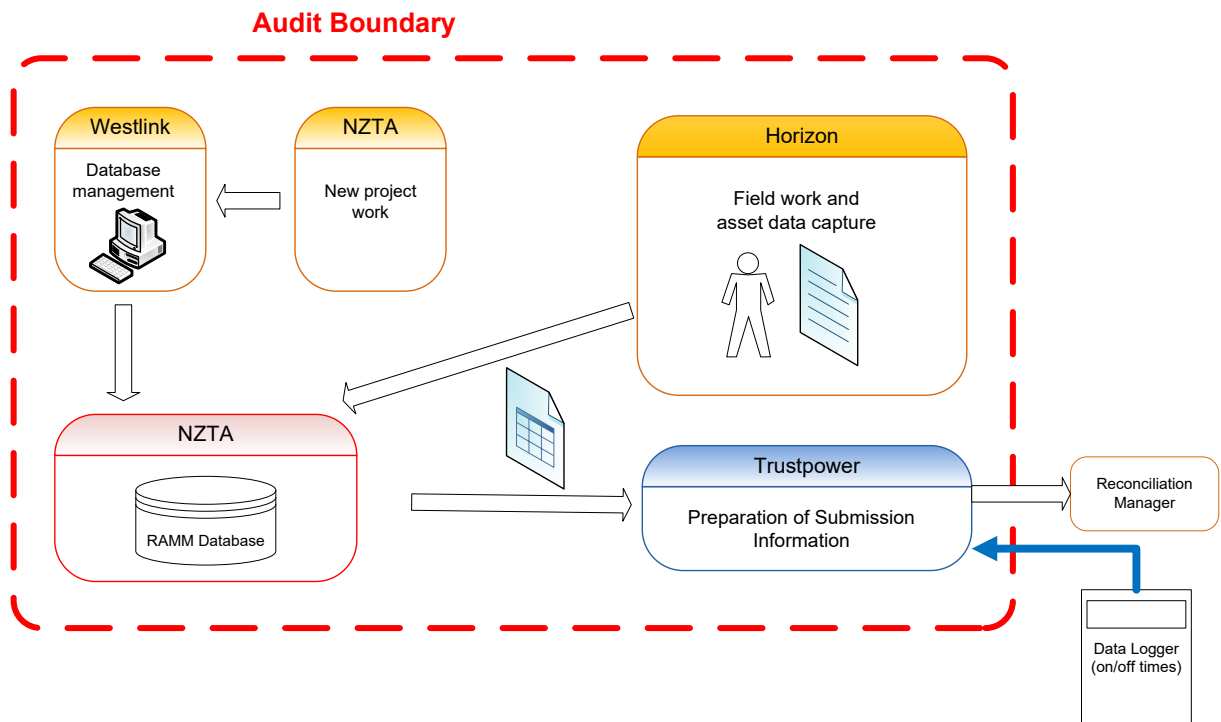 Audit Boundary
Westlink
Database
management
NZTA
New project
work
Horizon
Field work and
asset data capture
NZTA
RAMM Database
Trustpower
Preparation of Submission
Information
Reconciliation
Manager
Data Logger
(on/off times)